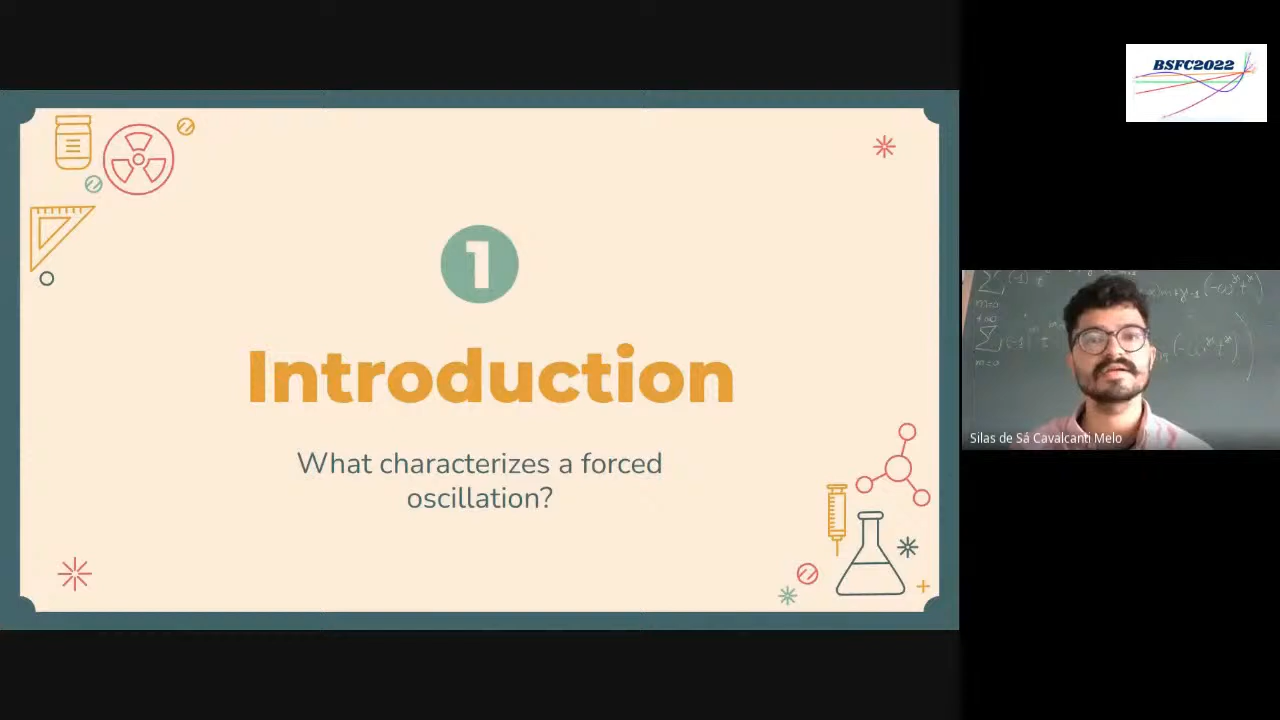 1
Introduction
What characterizes a forced
oscillation?
BSFC2022
Silas de Sá Cavalcanti Melo